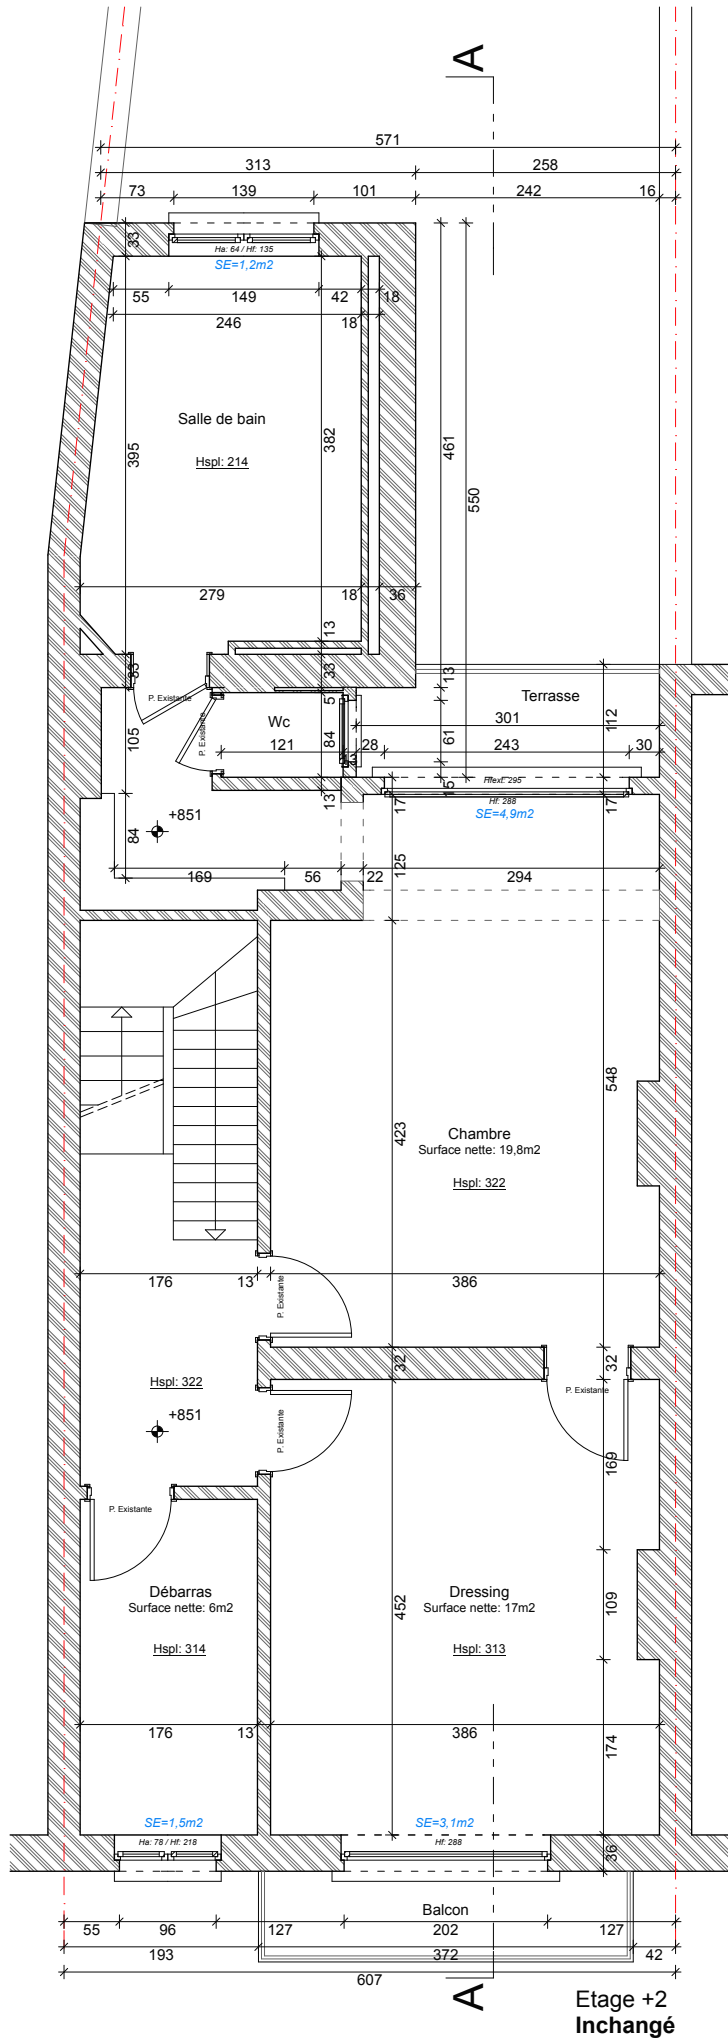 A
571
313 258
73 139 101 242 16
33
Ha: 64 / Hf: 135
SE=1,2m2
55 149 42 18
246 18
Salle de bain
Hspl: 214
395
382
461
550
279 18 36
13
33
33
13
P. Existante
P. Existante
Wc
5
Terrasse
301
112
105
121
84
28
61
243
30
13
15
Hfext: 295
Hf: 288
SE=4,9m2
17
17
+851
84
125
169 56 22 294
548
423
Chambre
Surface nette: 19,8m2
Hspl: 322
176 13 386
P. Existante
32
32
Hspl: 322
+851
P. Existante
P. Existante
169
P. Existante
Débarras
Surface nette: 6m2
Hspl: 314
Dressing
Surface nette: 17m2
Hspl: 313
452
109
176 13 386
174
SE=1,5m2
Ha: 78 / Hf: 218
SE=3,1m2
Hf: 288
36
Balcon
55 96 127 202 127
193 372 42
607
A
Etage +2
Inchangé